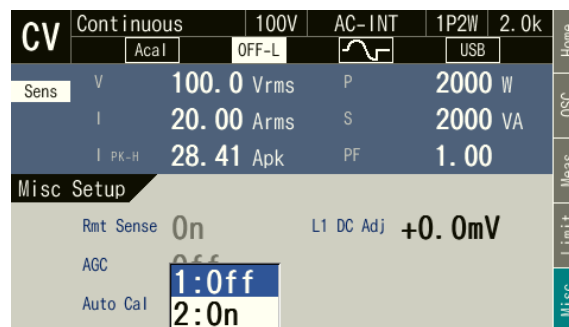 CV Continuous 100V AC-INT 1P2W 2.0k
Acal OFF-L USB
Sens
V 100.0 Vrms P 2000 W
I 20.00 Arms S 2000 VA
I PK-H 28.41 Apk PF 1.00
Misc Setup
Rmt Sense On L1 DC Adj +0.0mV
AGC Off
Auto Cal
1:Off
2:On
Home
OSC
Meas
Limit
Misc